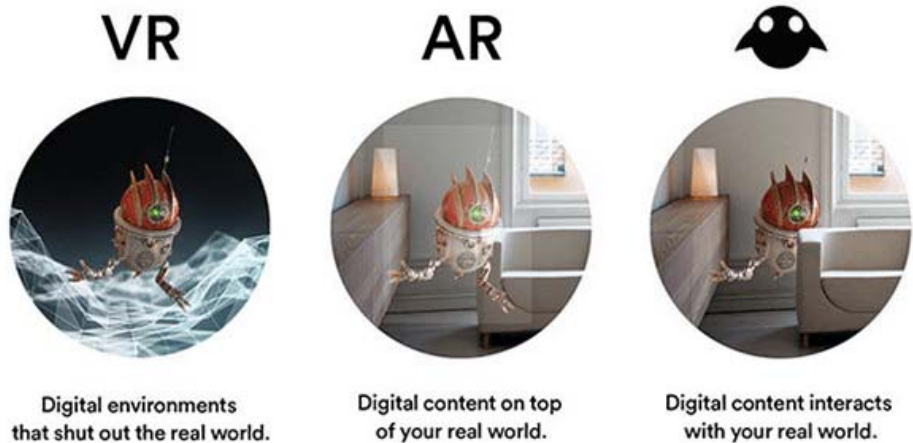 VR
AR
Digital environments
that shut out the real world.
Digital content on top
of your real world.
Digital content interacts
with your real world.